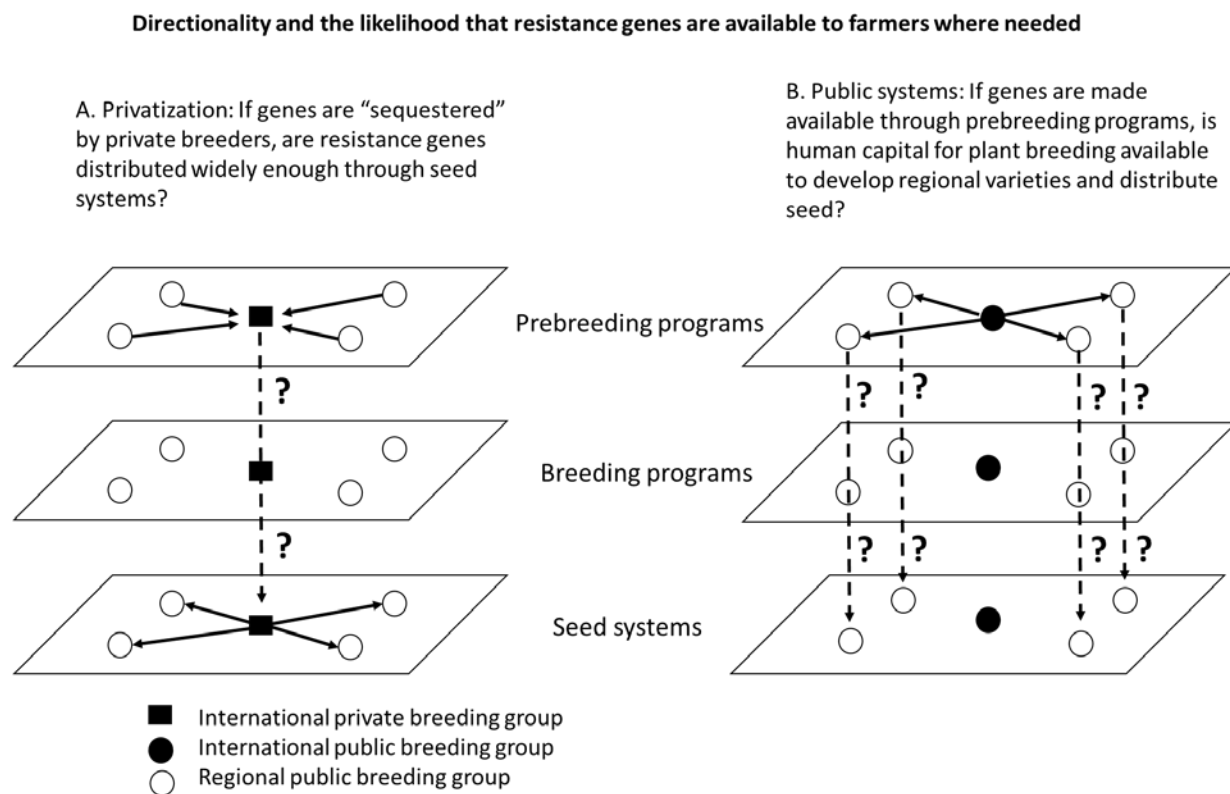 Directionality and the likelihood that resistance genes are available to farmers where needed
A. Privatization: If genes are “sequestered”
by private breeders, are resistance genes
distributed widely enough through seed
systems?
B. Public systems: If genes are made
available through prebreeding programs, is
human capital for plant breeding available
to develop regional varieties and distribute
seed?
Prebreeding programs
?
? ? ? ?
Breeding programs
?
? ? ? ?
Seed systems
International private breeding group
International public breeding group
Regional public breeding group